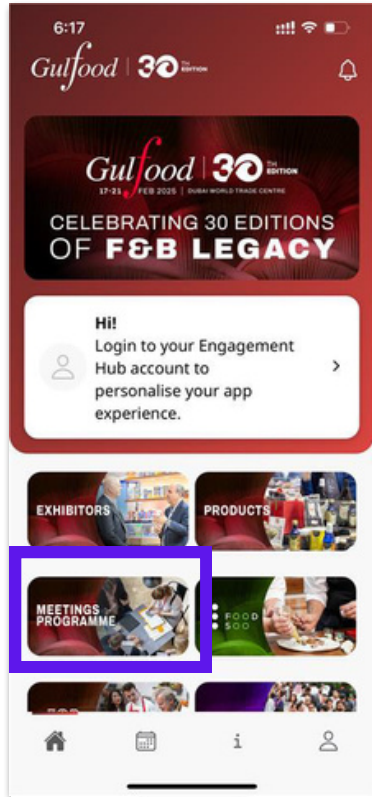 6:17
Gulfood 30 TH EDITION
Gulfood 30 TH EDITION
17-21 FEB 2025 | DUBAI WORLD TRADE CENTRE
CELEBRATING 30 EDITIONS
OF F&B LEGACY
Hi!
Login to your Engagement
Hub account to
personalise your app
experience.
EXHIBITORS
PRODUCTS
MEETINGS
PROGRAMME
FOOD
500
i